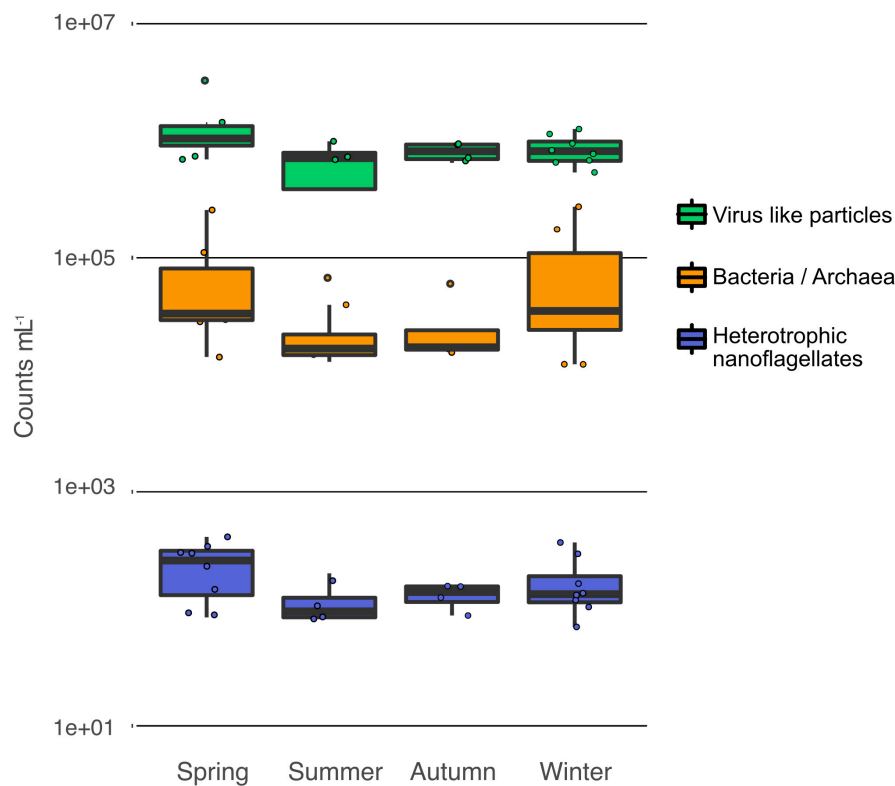 1e+07
1e+05
1e+03
1e+01
Counts mL-1
Spring Summer Autumn Winter
Virus like particles
Bacteria / Archaea
Heterotrophic
nanoflagellates